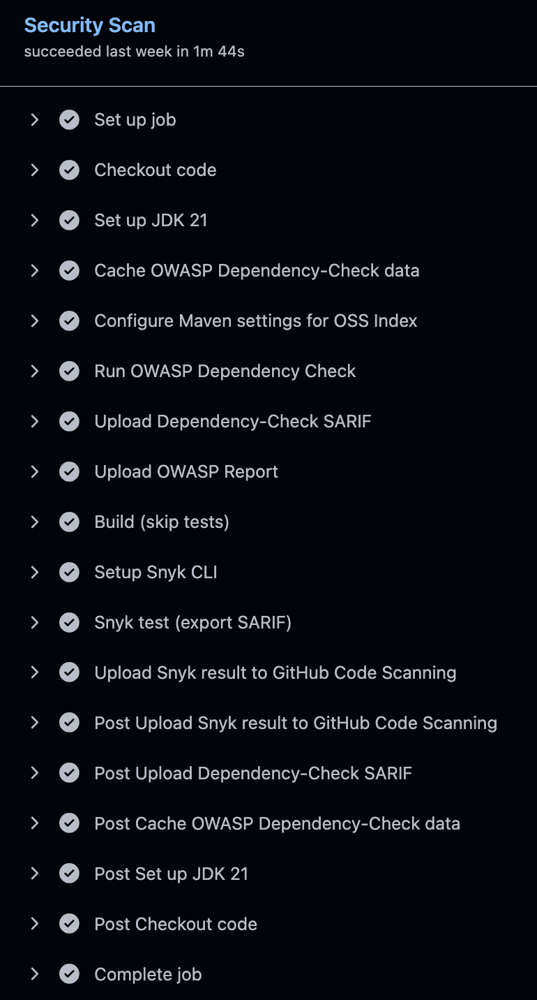 Security Scan
succeeded last week in 1m 44s
Set up job
Checkout code
Set up JDK 21
Cache OWASP Dependency-Check data
Configure Maven settings for OSS Index
Run OWASP Dependency Check
Upload Dependency-Check SARIF
Upload OWASP Report
Build (skip tests)
Setup Snyk CLI
Snyk test (export SARIF)
Upload Snyk result to GitHub Code Scanning
Post Upload Snyk result to GitHub Code Scanning
Post Upload Dependency-Check SARIF
Post Cache OWASP Dependency-Check data
Post Set up JDK 21
Post Checkout code
Complete job